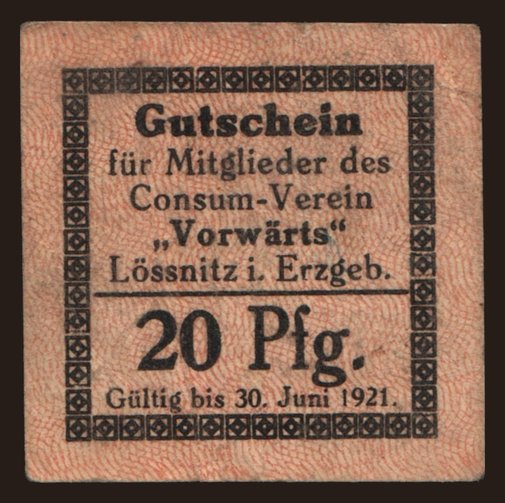 Gutschein
für Mitglieder des
Consum-Verein
„Vorwärts“
Lössnitz i. Erzgeb.
20 Pfg.
Gültig bis 30. Juni 1921.